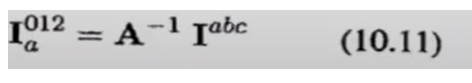 I_a^{012} = A^{-1} I^{abc} (10.11)